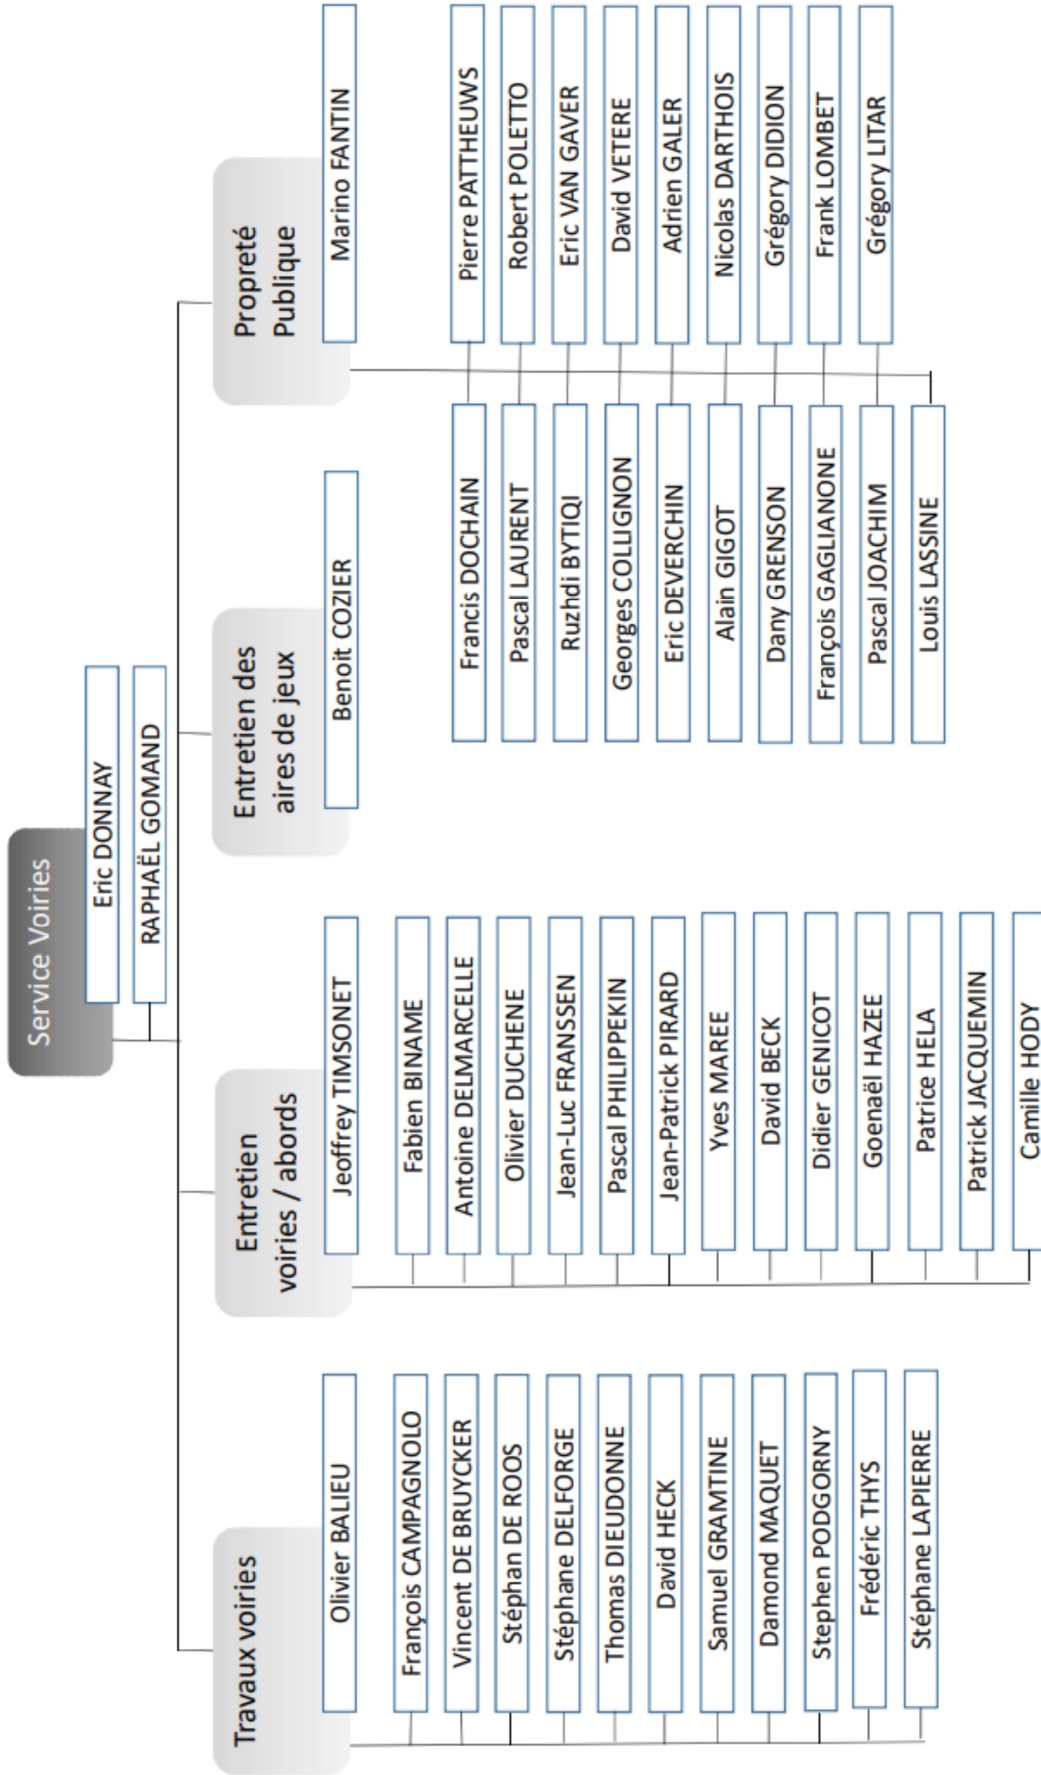 Service Voiries
Eric DONNAY
RAPHAËL GOMAND
Travaux voiries
Olivier BALIEU
François CAMPAGNOLO
Vincent DE BRUYCKER
Stéphan DE ROOS
Stéphane DELFORGE
Thomas DIEUDONNE
David HECK
Samuel GRAMTINE
Damond MAQUET
Stephen PODGORNY
Frédéric THYS
Stéphane LAPIERRE
Entretien
voiries / abords
Jeoffrey TIMSONET
Fabien BINAME
Antoine DELMARCELLE
Olivier DUCHENE
Jean-Luc FRANSSEN
Pascal PHILIPPEKIN
Jean-Patrick PIRARD
Yves MAREE
David BECK
Didier GENICOT
Goenaël HAZEE
Patrice HELA
Patrick JACQUEMIN
Camille HODY
Entretien des
aires de jeux
Benoit COZIER
Propreté
Publique
Marino FANTIN
Francis DOCHAIN
Pascal LAURENT
Ruzhdi BYTIQI
Georges COLLIGNON
Eric DEVERCHIN
Alain GIGOT
Dany GRENSON
François GAGLIANONE
Pascal JOACHIM
Louis LASSINE
Pierre PATTHEUWS
Robert POLETTO
Eric VAN GAVER
David VETERE
Adrien GALER
Nicolas DARTHOIS
Grégory DIDION
Frank LOMBET
Grégory LITAR